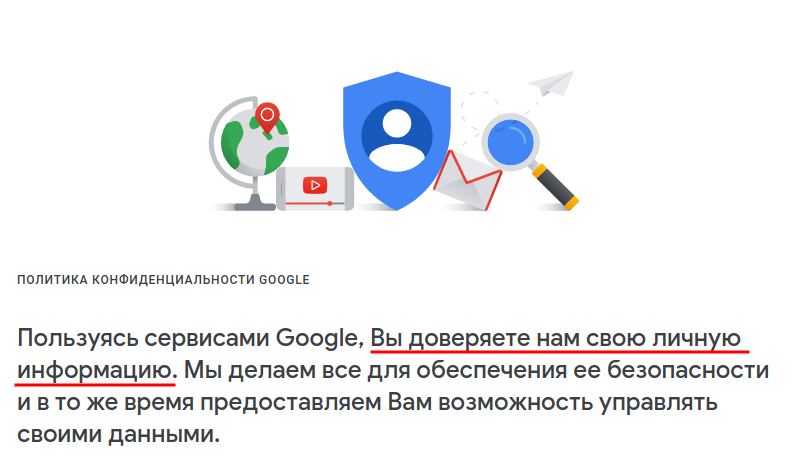 ПОЛИТИКА КОНФИДЕНЦИАЛЬНОСТИ GOOGLE
Пользуясь сервисами Google, Вы доверяете нам свою личную
информацию. Мы делаем все для обеспечения ее безопасности
и в то же время предоставляем Вам возможность управлять
своими данными.